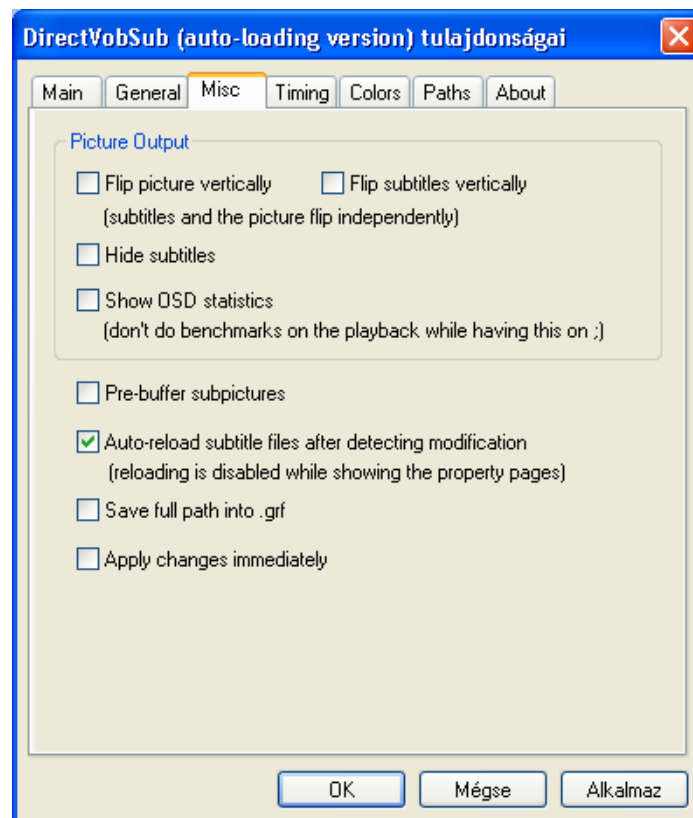 DirectVobSub (auto-loading version) tulajdonságai
Main General Misc Timing Colors Paths About
Picture Output
Flip picture vertically Flip subtitles vertically
(subtitles and the picture flip independently)
Hide subtitles
Show OSD statistics
(don't do benchmarks on the playback while having this on ;)
Pre-buffer subpictures
Auto-reload subtitle files after detecting modification
(reloading is disabled while showing the property pages)
Save full path into .grf
Apply changes immediately
OK Mégse Alkalmaz